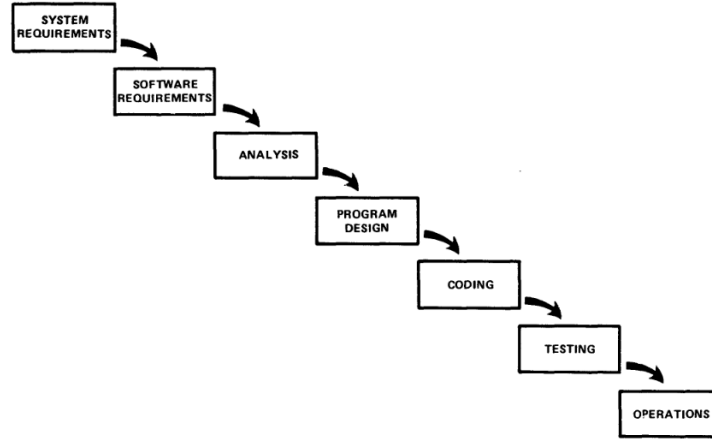 SYSTEM
REQUIREMENTS
SOFTWARE
REQUIREMENTS
ANALYSIS
PROGRAM
DESIGN
CODING
TESTING
OPERATIONS